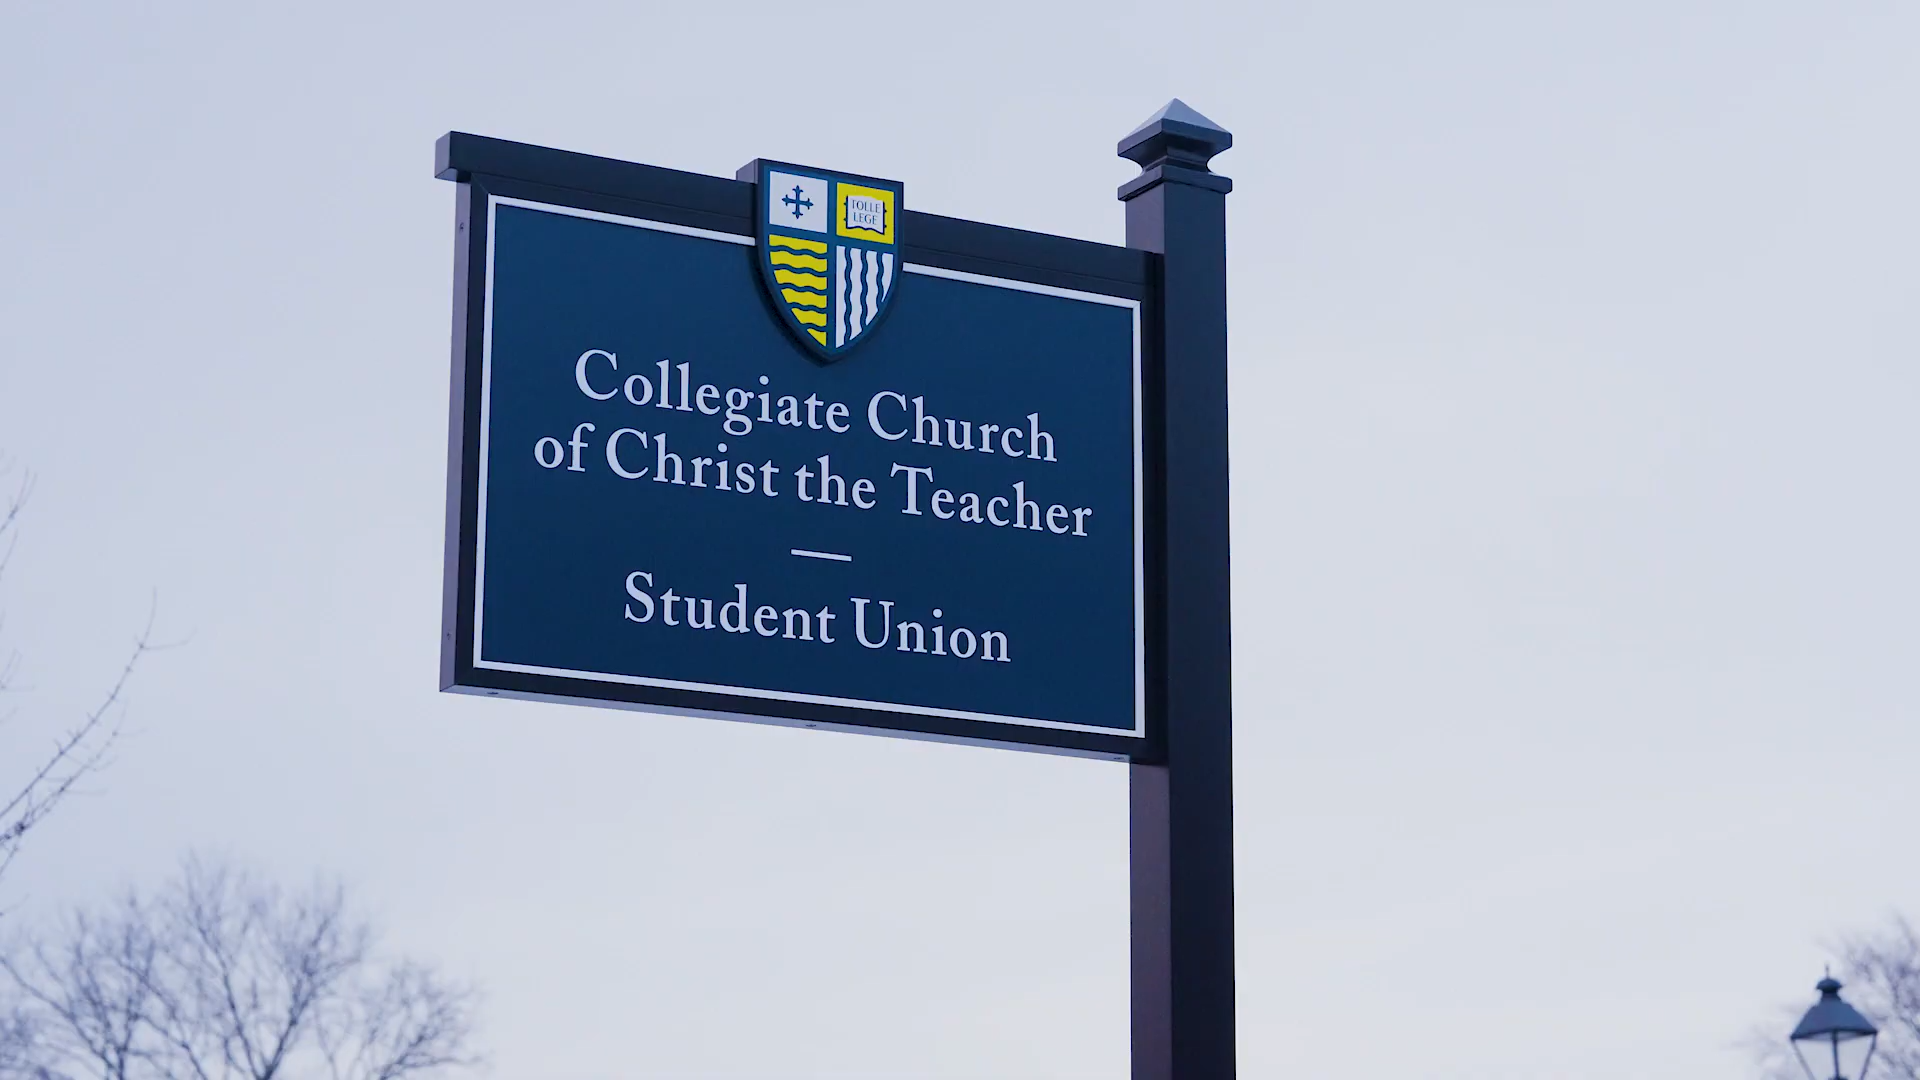 TOLLE
LEGE
Collegiate Church
of Christ the Teacher
Student Union